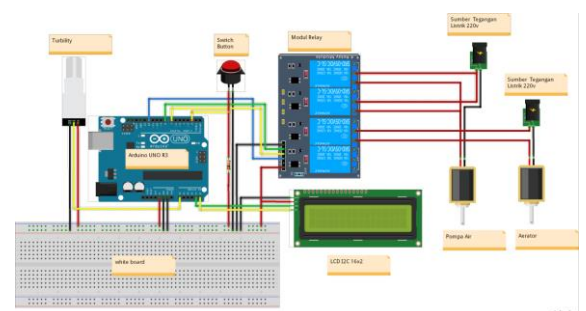 Turbility
Switch
Button
Modul Relay
Sumber Tegangan
Listrik 220v
Sumber Tegangan
Listrik 220v
UNO
Arduino UNO R3
Pompa Air
Aerator
white board
LCD I2C 16x2